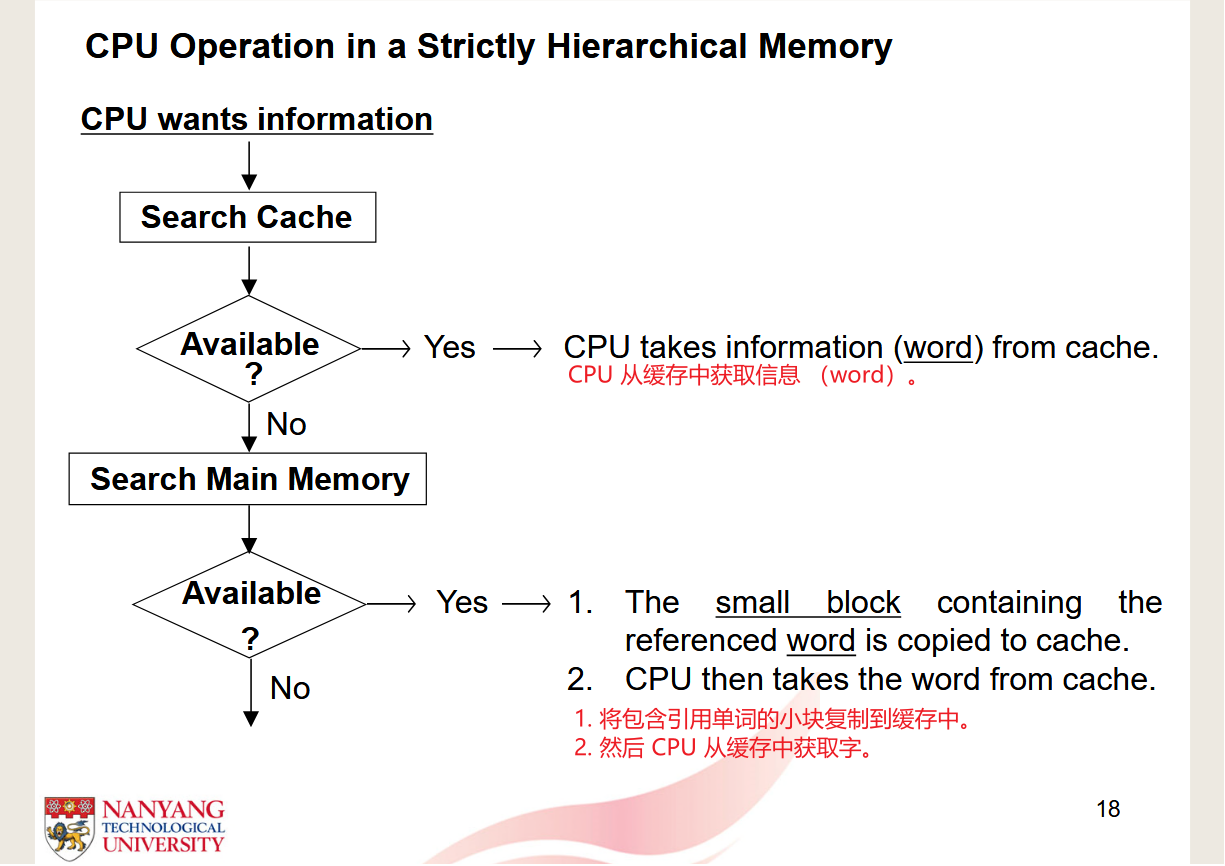 CPU Operation in a Strictly Hierarchical Memory
CPU wants information
Search Cache
Available
?
Yes
CPU takes information (word) from cache.
CPU 从缓存中获取信息 （word）。
No
Search Main Memory
Available
?
Yes
1. The small block containing the
referenced word is copied to cache.
2. CPU then takes the word from cache.
1. 将包含引用单词的小块复制到缓存中。
2. 然后 CPU 从缓存中获取字。
No
NANYANG
TECHNOLOGICAL
UNIVERSITY
18